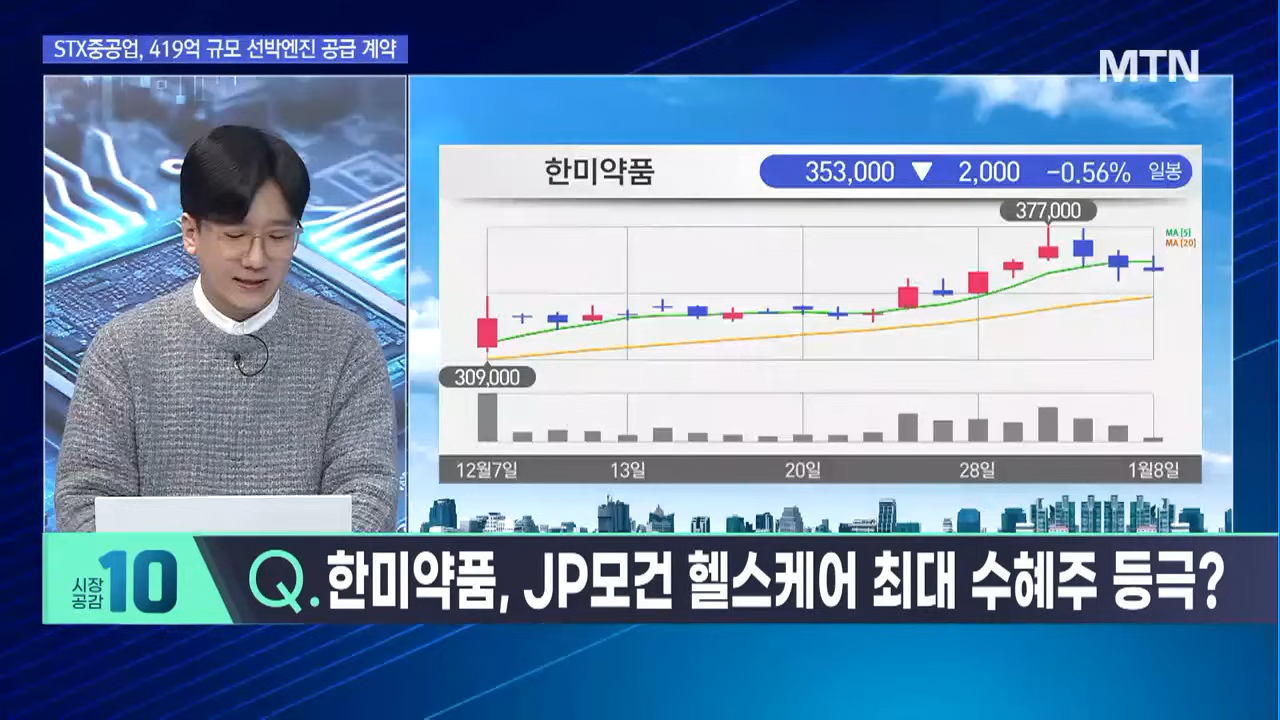 STX중공업, 419억 규모 선박엔진 공급 계약
MTN
한미약품
353,000 ▼ 2,000 -0.56% 일봉
377,000
MA [5]
MA [20]
309,000
12월7일 13일 20일 28일 1월8일
시장
공감
10
Q. 한미약품, JP모건 헬스케어 최대 수혜주 등극?